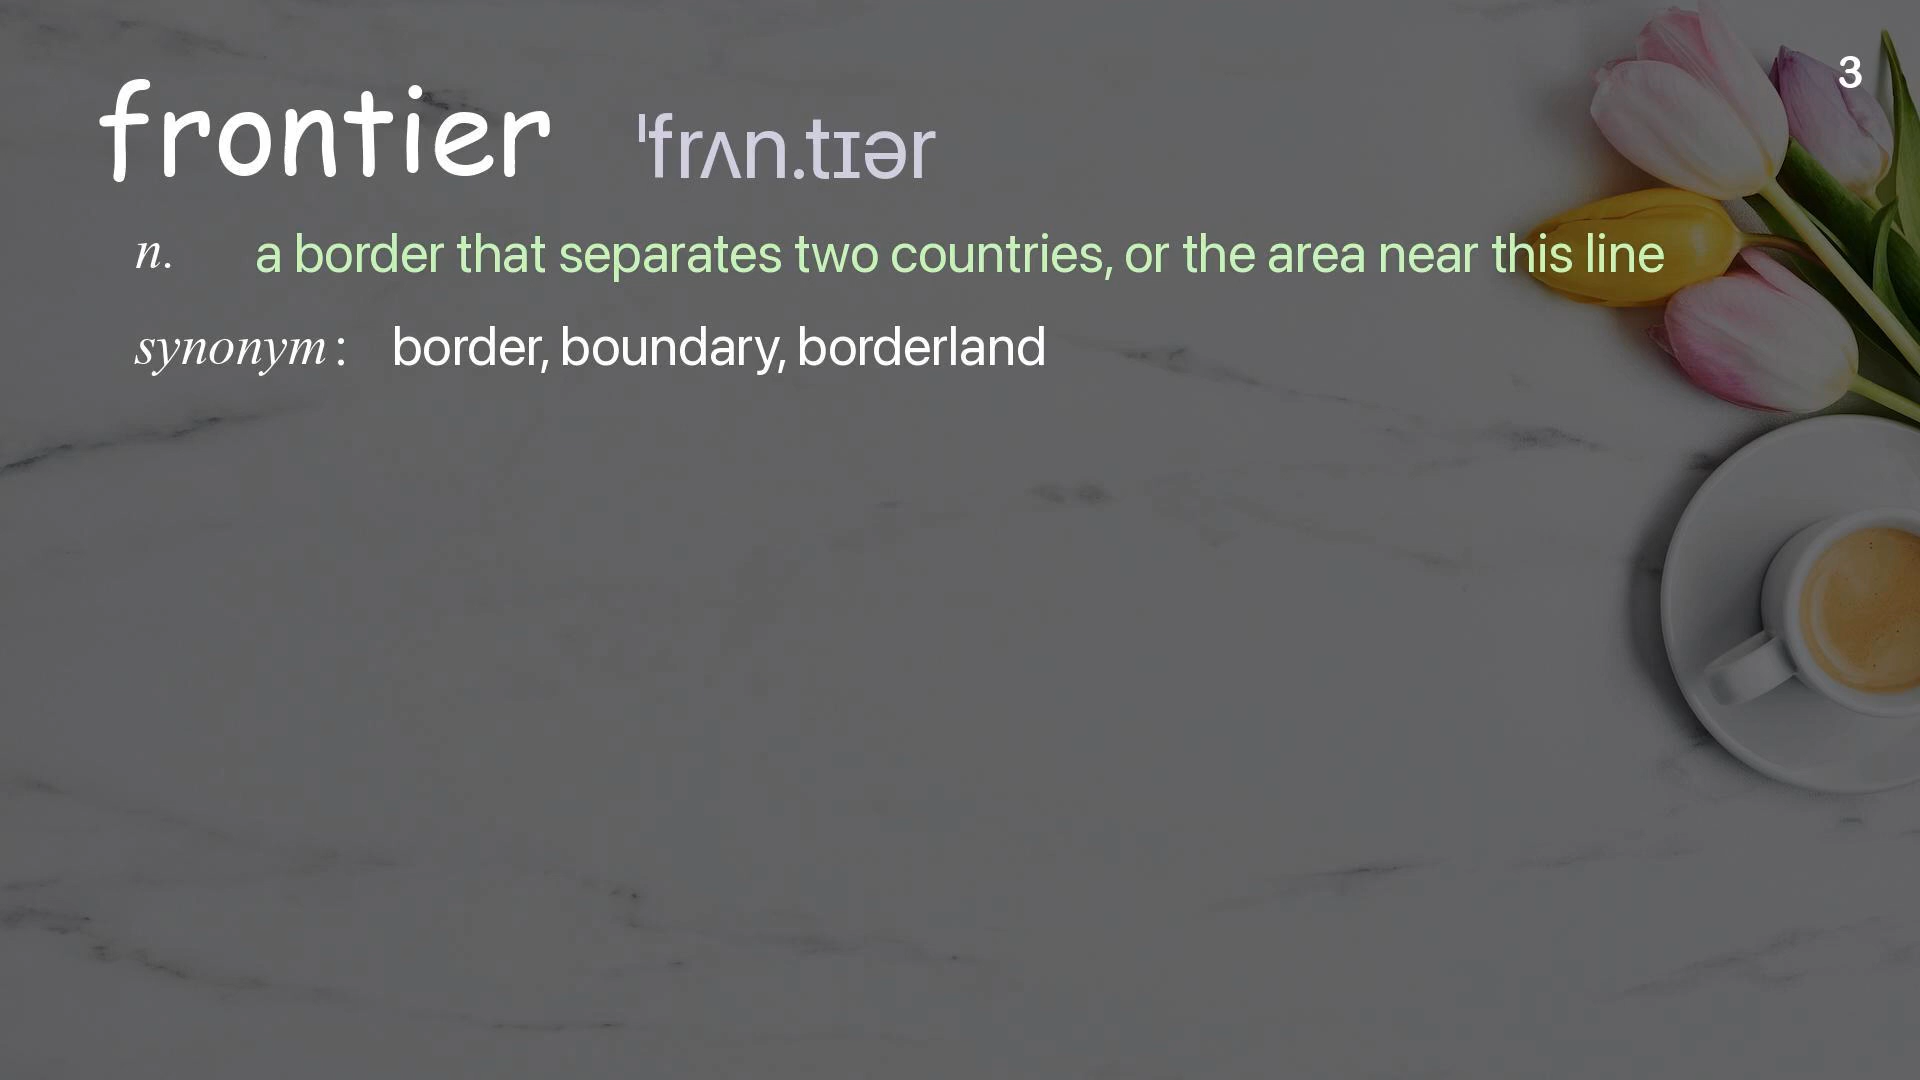 3
frontier ˈfrʌn.tɪər
n. a border that separates two countries, or the area near this line
synonym: border, boundary, borderland